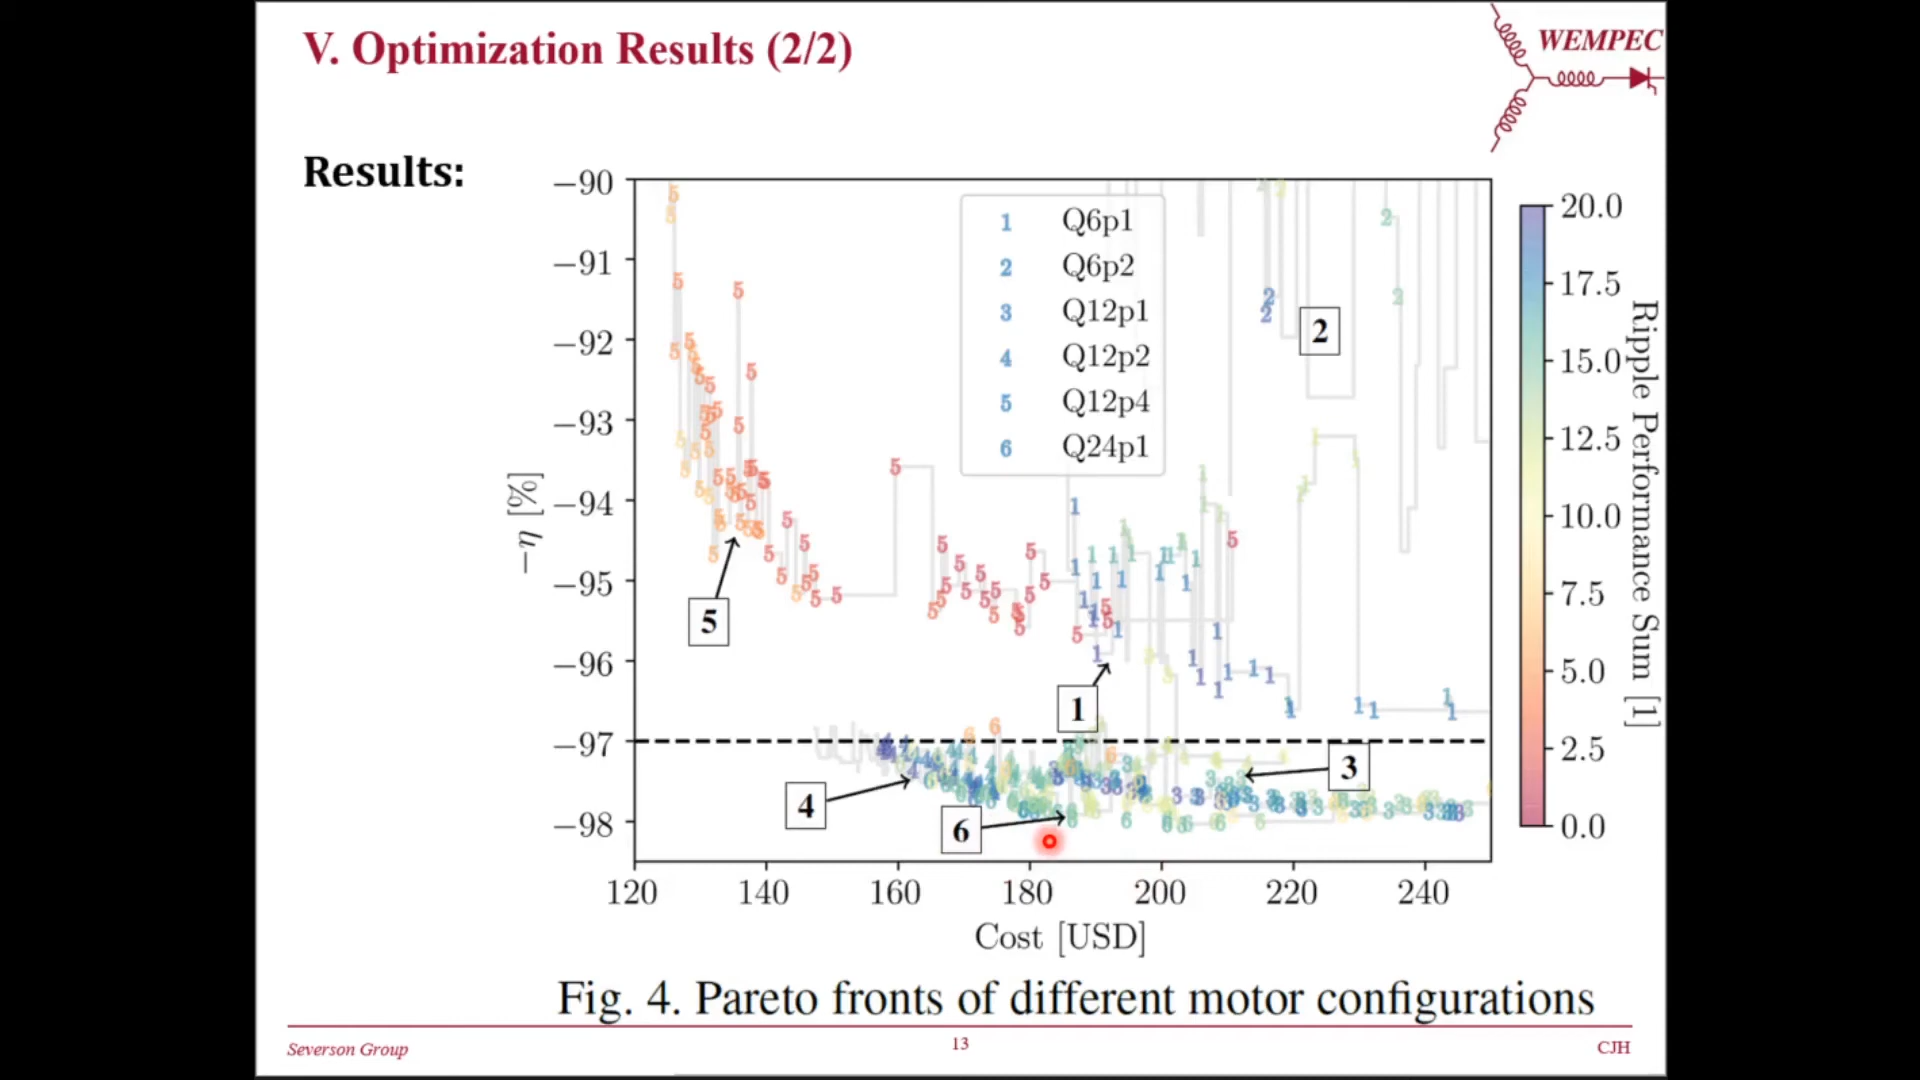 V. Optimization Results (2/2)
WEMPEC
Results:
−90
−91
−92
−93
−94
−95
−96
−97
−98
−η [%]
1 Q6p1
2 Q6p2
3 Q12p1
4 Q12p2
5 Q12p4
6 Q24p1
2
5
1
3
4
6
120 140 160 180 200 220 240
Cost [USD]
20.0
17.5
15.0
12.5
10.0
7.5
5.0
2.5
0.0
Ripple Performance Sum [1]
Fig. 4. Pareto fronts of different motor configurations
Severson Group
13
CJH